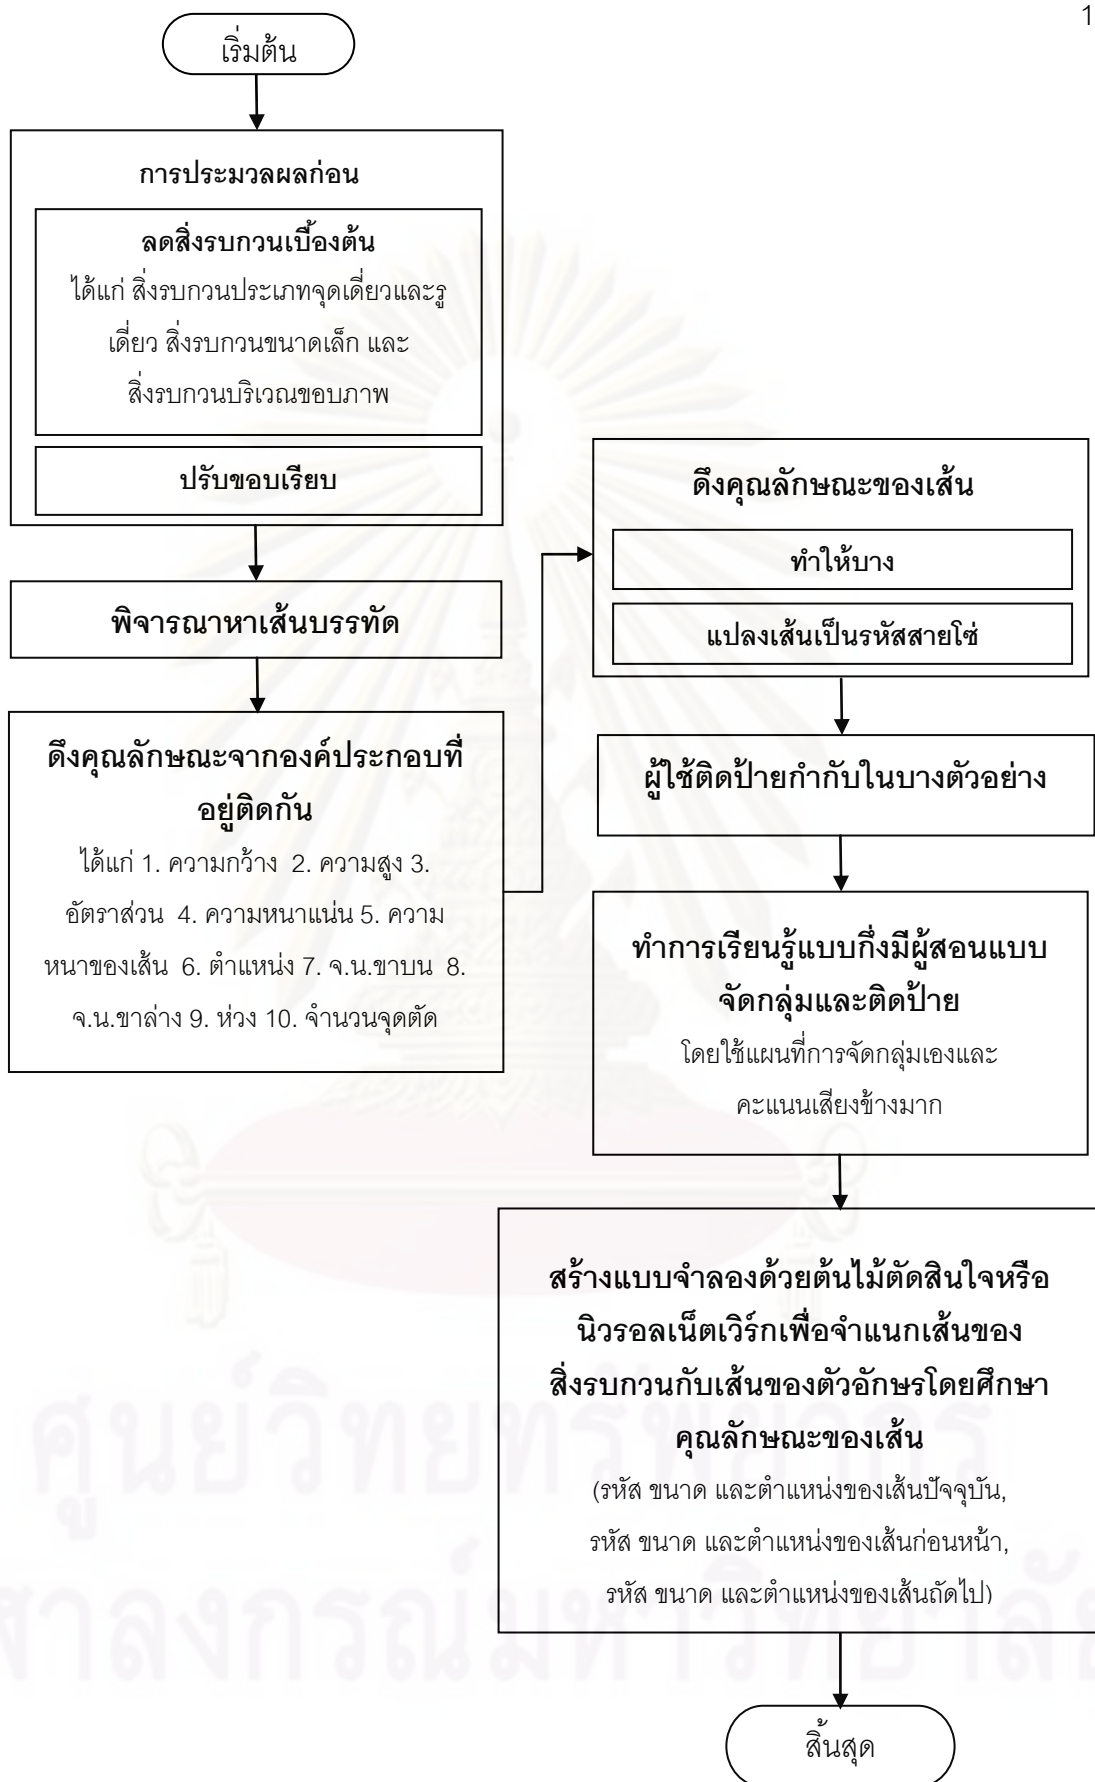 1
เริ่มต้น
การประมวลผลก่อน
ลดสิ่งรบกวนเบื้องต้น
ได้แก่ สิ่งรบกวนประเภทจุดเดี่ยวและรู
เดี่ยว สิ่งรบกวนขนาดเล็ก และ
สิ่งรบกวนบริเวณขอบภาพ
ปรับขอบเรียบ
พิจารณาหาเส้นบรรทัด
ดึงคุณลักษณะจากองค์ประกอบที่
อยู่ติดกัน
ได้แก่ 1. ความกว้าง 2. ความสูง 3.
อัตราส่วน 4. ความหนาแน่น 5. ความ
หนาของเส้น 6. ตำแหน่ง 7. จ.น.ขาบน 8.
จ.น.ขาล่าง 9. ห่วง 10. จำนวนจุดตัด
ดึงคุณลักษณะของเส้น
ทำให้บาง
แปลงเส้นเป็นรหัสสายโซ่
ผู้ใช้ติดป้ายกำกับในบางตัวอย่าง
ทำการเรียนรู้แบบกึ่งมีผู้สอนแบบ
จัดกลุ่มและติดป้าย
โดยใช้แผนที่การจัดกลุ่มเองและ
คะแนนเสียงข้างมาก
สร้างแบบจำลองด้วยต้นไม้ตัดสินใจหรือ
นิวรอลเน็ตเวิร์กเพื่อจำแนกเส้นของ
สิ่งรบกวนกับเส้นของตัวอักษรโดยศึกษา
คุณลักษณะของเส้น
(รหัส ขนาด และตำแหน่งของเส้นปัจจุบัน,
รหัส ขนาด และตำแหน่งของเส้นก่อนหน้า,
รหัส ขนาด และตำแหน่งของเส้นถัดไป)
สิ้นสุด
ศูนย์วิทยทรัพยากร
ฬาลงกรณ์มหาวิทยาลัย